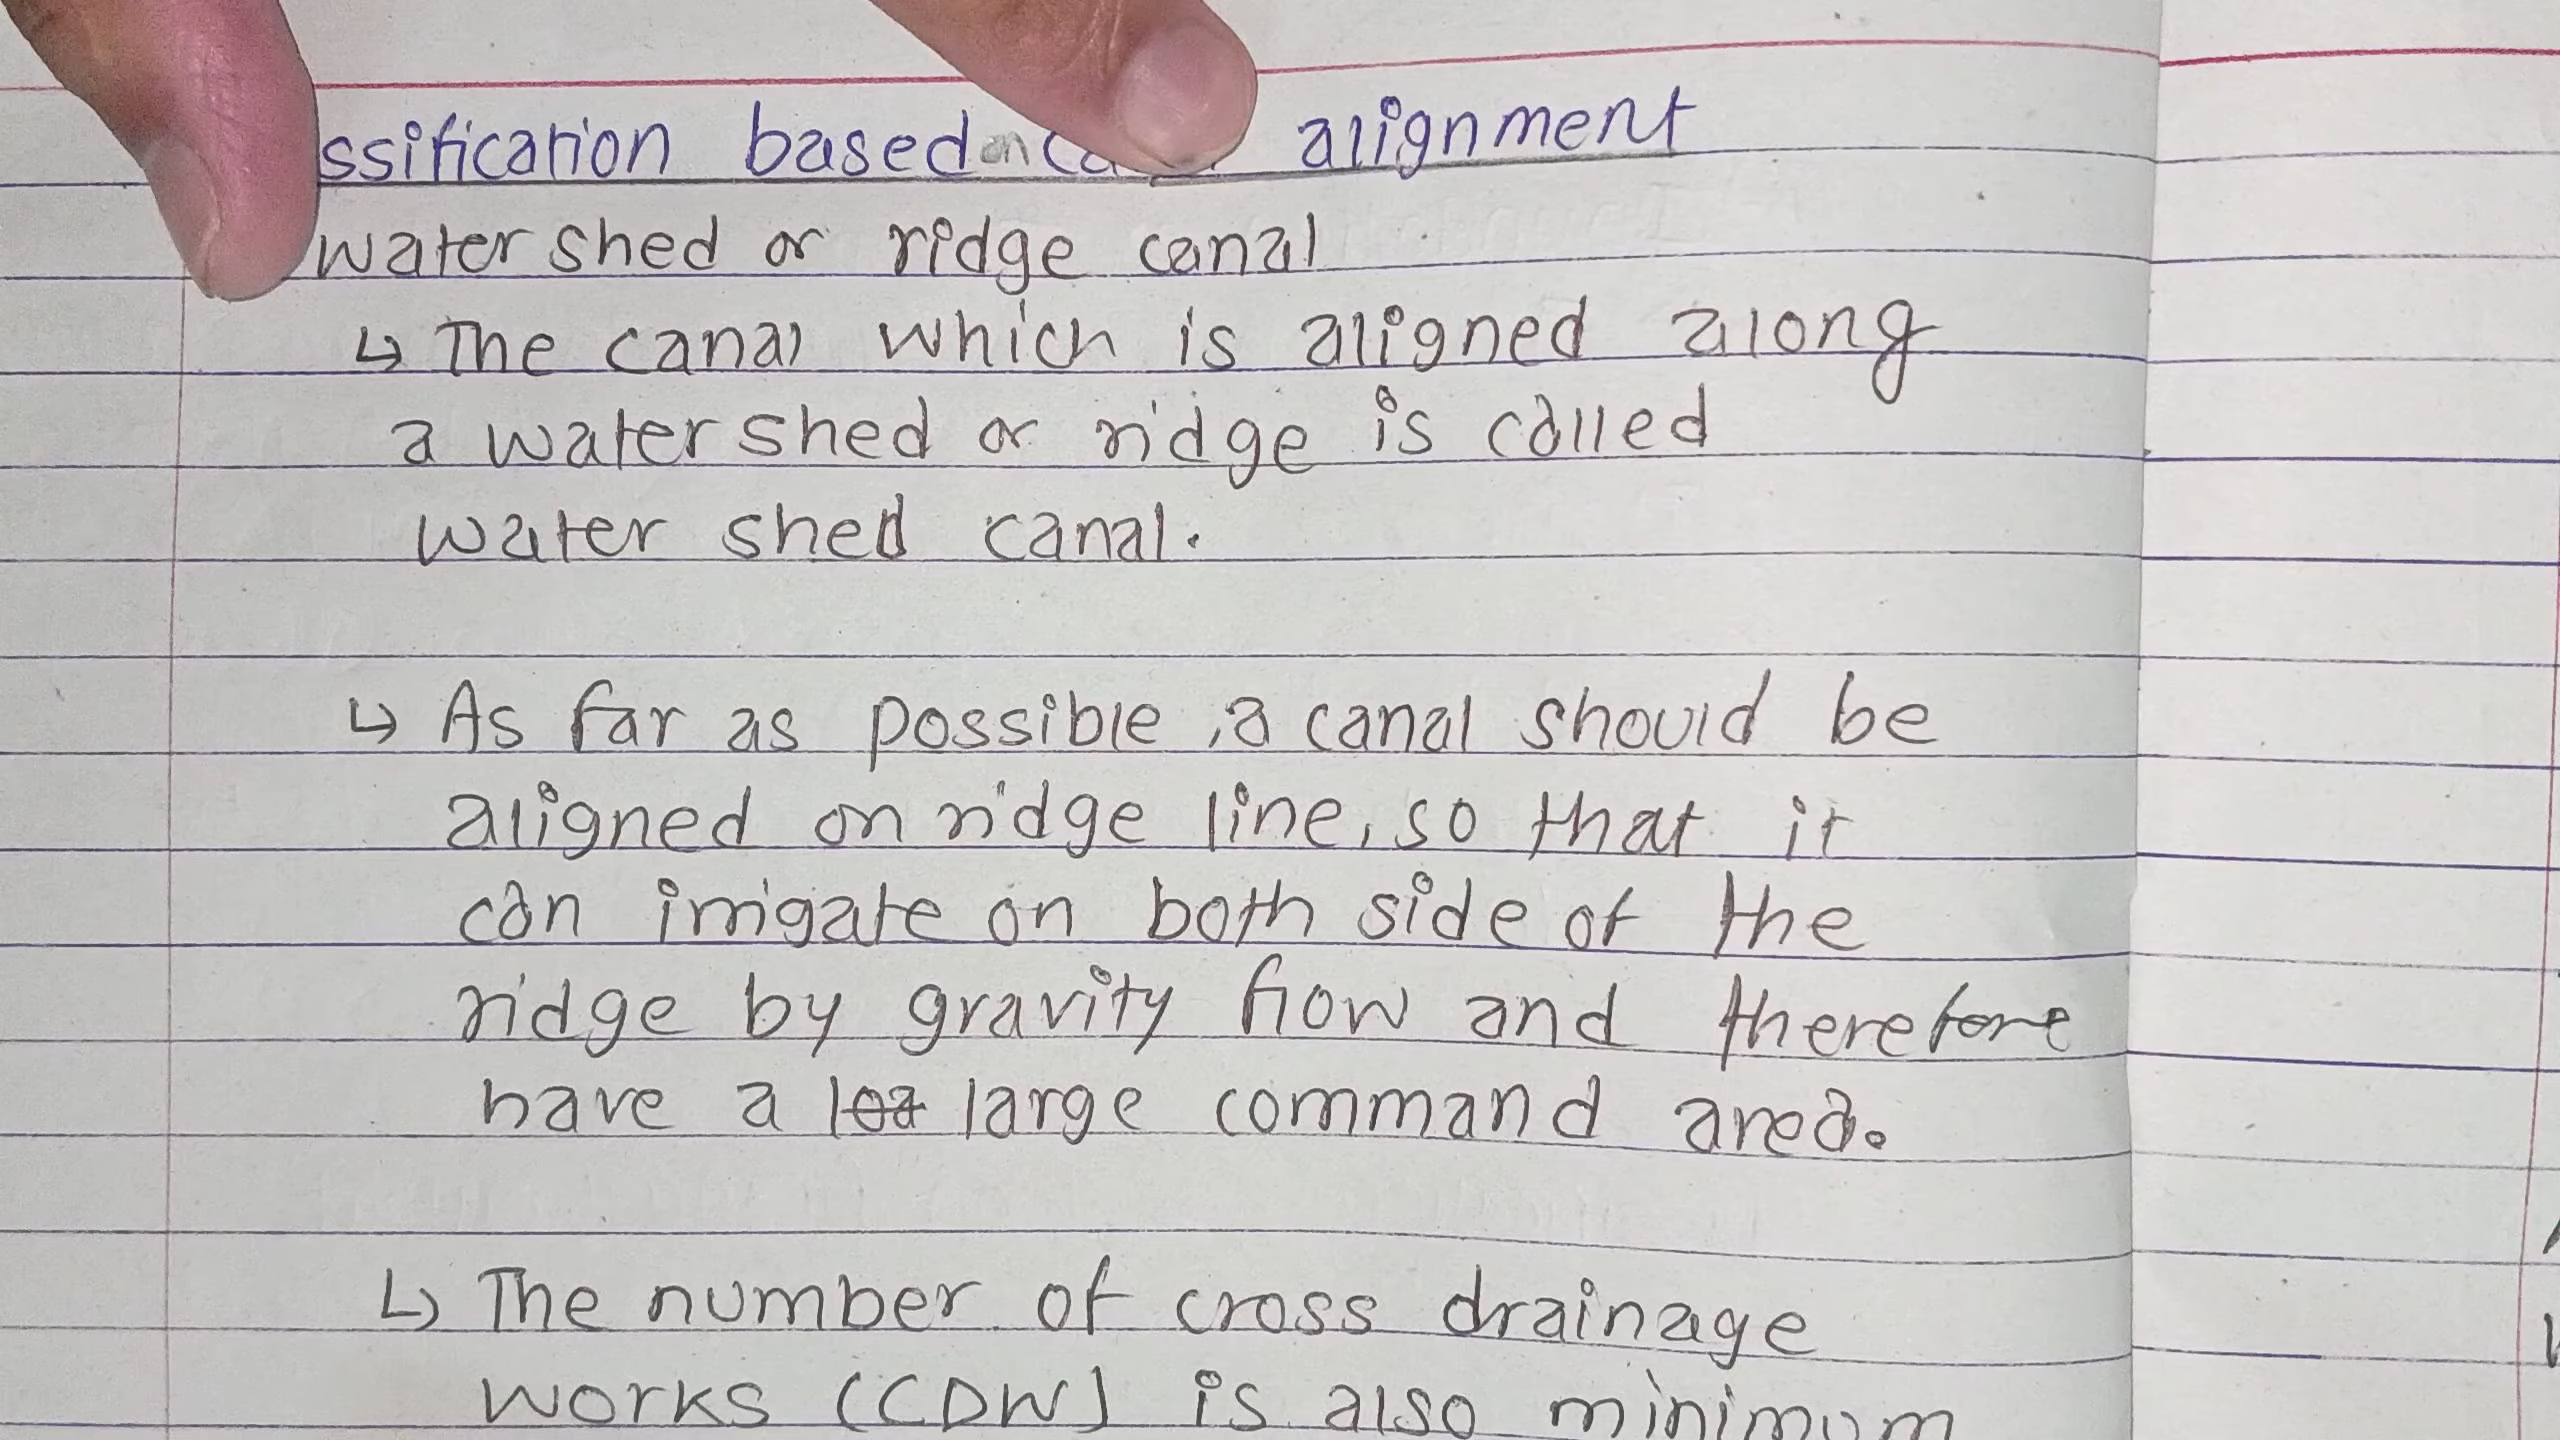 ssification based on alignment
water shed or ridge canal
↳ The canal which is aligned along
a water shed or ridge is called
water shed canal.
↳ As far as possible, a canal should be
aligned on ridge line, so that it
can irrigate on both side of the
ridge by gravity flow and therefore
have a large command area.
↳ The number of cross drainage
works (CDW) is also minimum